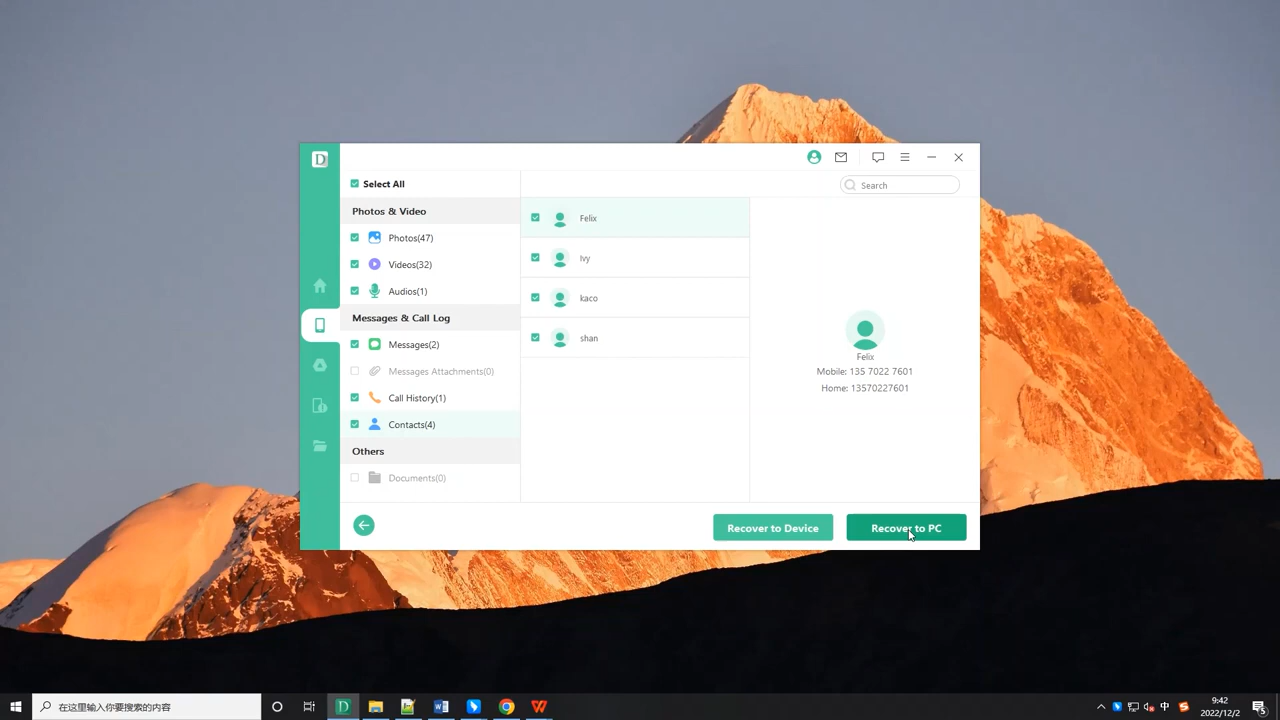 D
Select All
Search
Photos & Video
Photos(47)
Videos(32)
Audios(1)
Messages & Call Log
Messages(2)
Messages Attachments(0)
Call History(1)
Contacts(4)
Others
Documents(0)
Felix
Ivy
kaco
shan
Felix
Mobile: 135 7022 7601
Home: 13570227601
Recover to Device
Recover to PC
在这里输入你要搜索的内容
D
W
W
中
S
9:42
2022/12/2